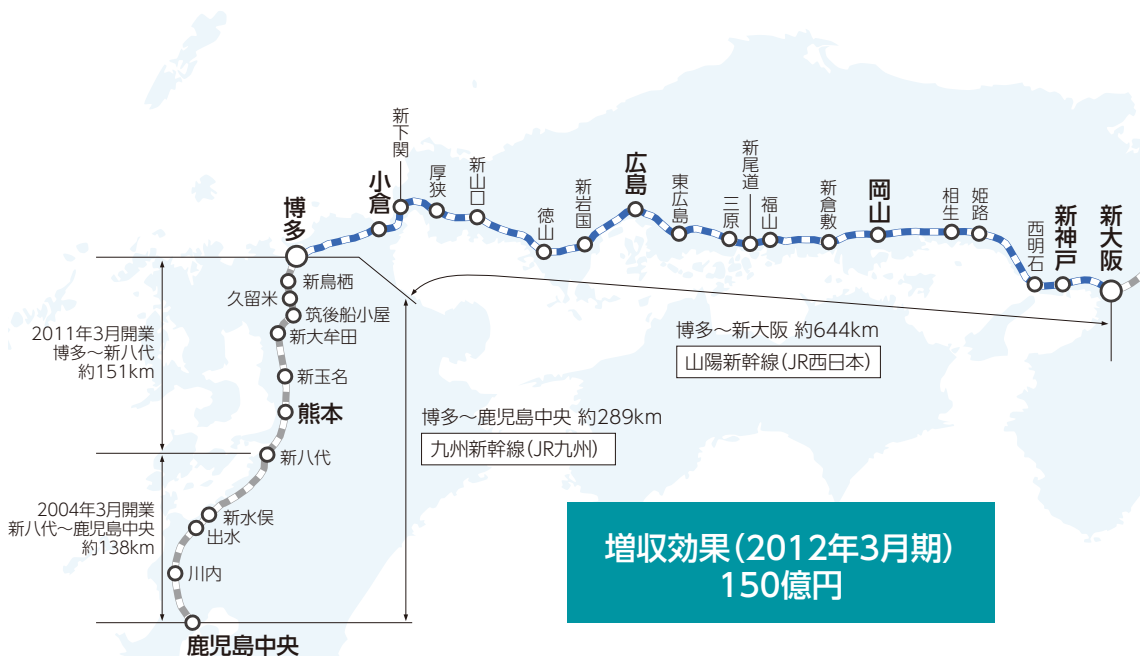 新下関
小倉
博多
厚狭
新山口
徳山
新岩国
広島
東広島
三原
新尾道
福山
新倉敷
岡山
相生
姫路
西明石
新神戸
新大阪
新鳥栖
久留米
筑後船小屋
新大牟田
新玉名
熊本
新八代
新水俣
出水
川内
鹿児島中央
2011年3月開業
博多～新八代
約151km
2004年3月開業
新八代～鹿児島中央
約138km
博多～新大阪 約644km
山陽新幹線(JR西日本)
博多～鹿児島中央 約289km
九州新幹線(JR九州)
増収効果(2012年3月期)
150億円